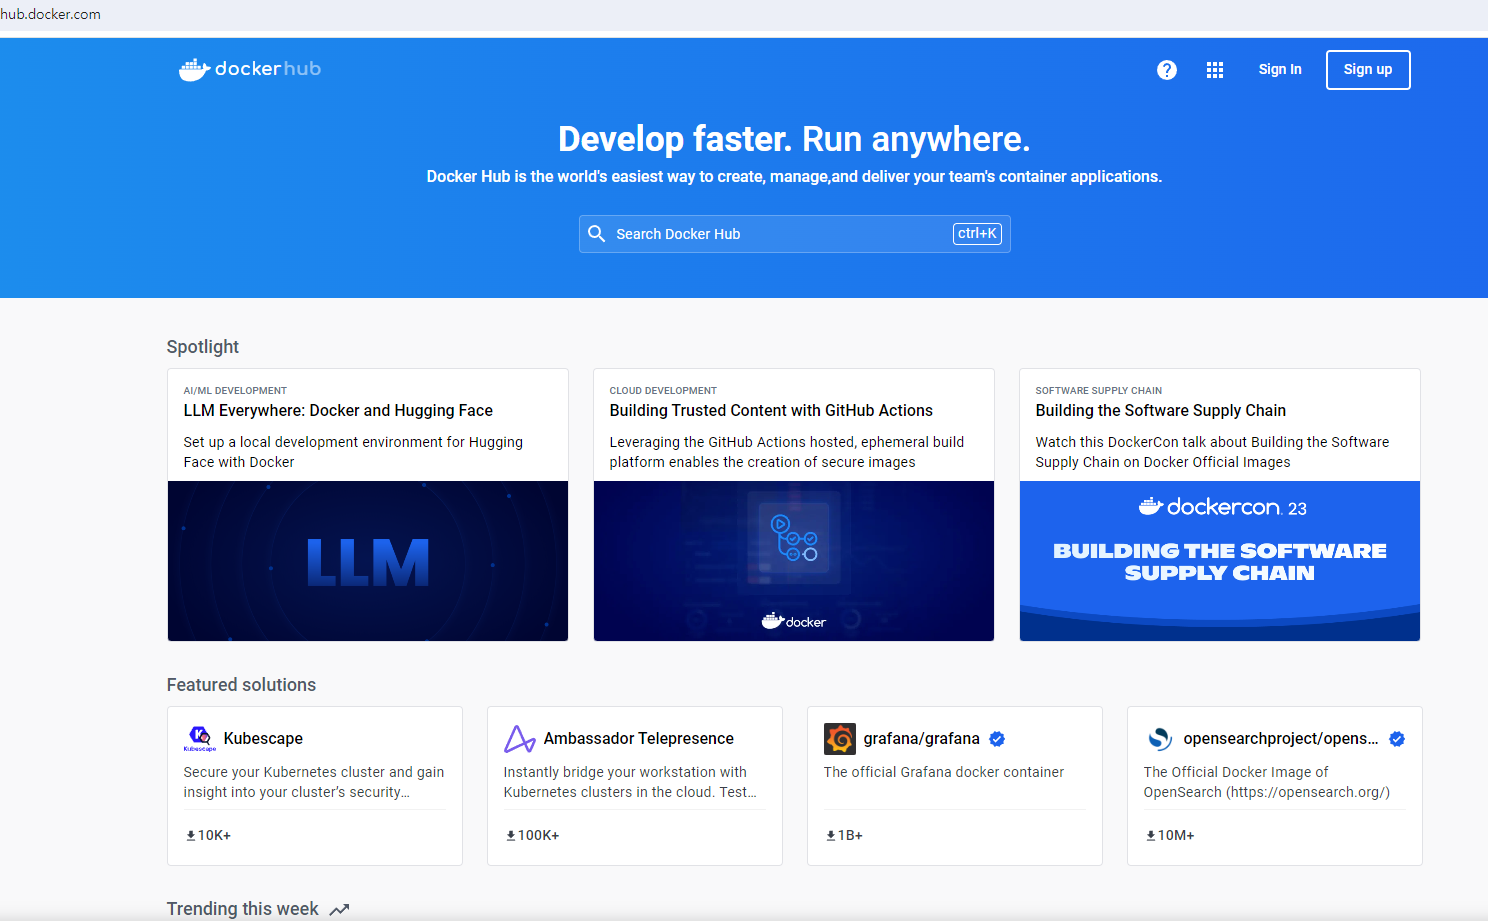 hub.docker.com
dockerhub
Sign In
Sign up
Develop faster. Run anywhere.
Docker Hub is the world's easiest way to create, manage,and deliver your team's container applications.
Search Docker Hub
ctrl+K
Spotlight
AI/ML DEVELOPMENT
LLM Everywhere: Docker and Hugging Face
Set up a local development environment for Hugging
Face with Docker
LLM
CLOUD DEVELOPMENT
Building Trusted Content with GitHub Actions
Leveraging the GitHub Actions hosted, ephemeral build
platform enables the creation of secure images
docker
SOFTWARE SUPPLY CHAIN
Building the Software Supply Chain
Watch this DockerCon talk about Building the Software
Supply Chain on Docker Official Images
dockercon. 23
BUILDING THE SOFTWARE
SUPPLY CHAIN
Featured solutions
Kubescape
Kubescape
Secure your Kubernetes cluster and gain
insight into your cluster’s security…
10K+
Ambassador Telepresence
Instantly bridge your workstation with
Kubernetes clusters in the cloud. Test…
100K+
grafana/grafana
The official Grafana docker container
1B+
opensearchproject/opens…
The Official Docker Image of
OpenSearch (https://opensearch.org/)
10M+
Trending this week